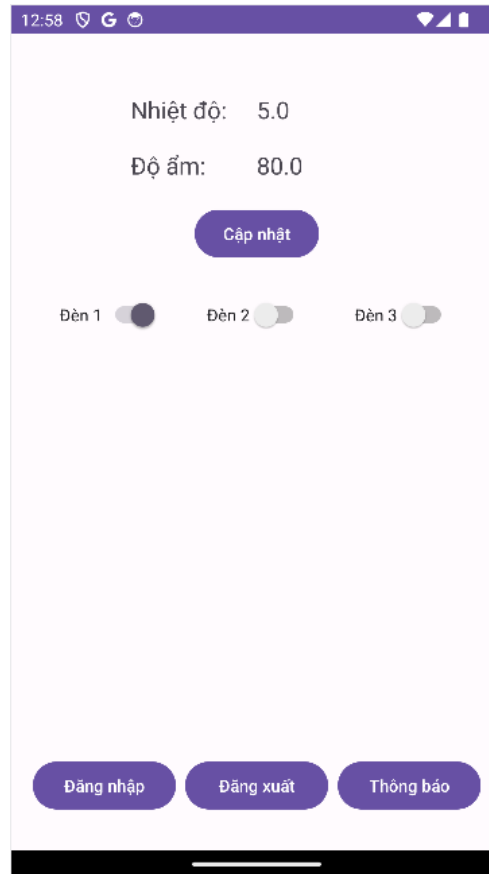 12:58 G
Nhiệt độ: 5.0
Độ ẩm: 80.0
Cập nhật
Đèn 1 Đèn 2 Đèn 3
Đăng nhập Đăng xuất Thông báo